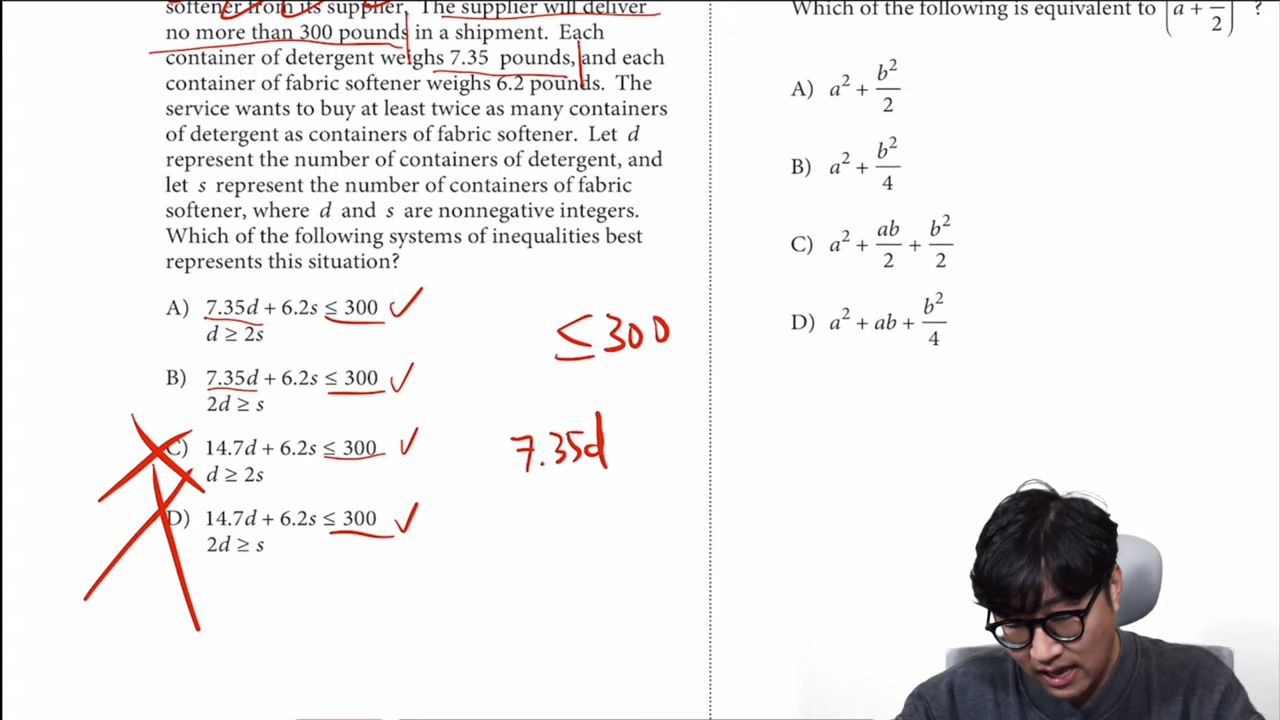 softener from its supplier. The supplier will deliver
no more than 300 pounds in a shipment. Each
container of detergent weighs 7.35 pounds, and each
container of fabric softener weighs 6.2 pounds. The
service wants to buy at least twice as many containers
of detergent as containers of fabric softener. Let d
represent the number of containers of detergent, and
let s represent the number of containers of fabric
softener, where d and s are nonnegative integers.
Which of the following systems of inequalities best
represents this situation?
A) 7.35d + 6.2s ≤ 300
d ≥ 2s
B) 7.35d + 6.2s ≤ 300
2d ≥ s
C) 14.7d + 6.2s ≤ 300
d ≥ 2s
D) 14.7d + 6.2s ≤ 300
2d ≥ s
≤300
7.35d
Which of the following is equivalent to (a + b/2)² ?
A) a² + b²/2
B) a² + b²/4
C) a² + ab/2 + b²/2
D) a² + ab + b²/4